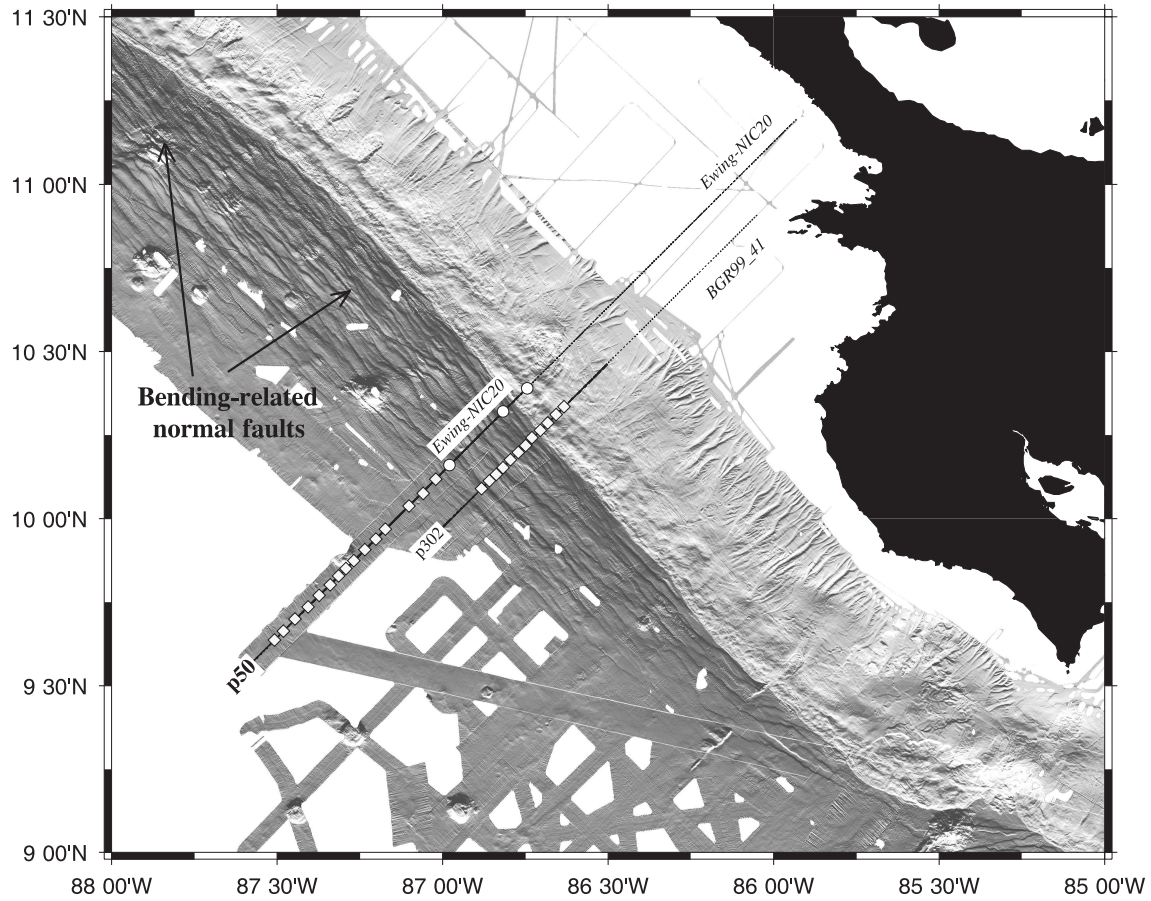 11 30'N
Ewing-NIC20
11 00'N
BGR99_41
10 30'N
Bending-related
normal faults
Ewing-NIC20
10 00'N
p302
p50
9 30'N
9 00'N
88 00'W
87 30'W
87 00'W
86 30'W
86 00'W
85 30'W
85 00'W